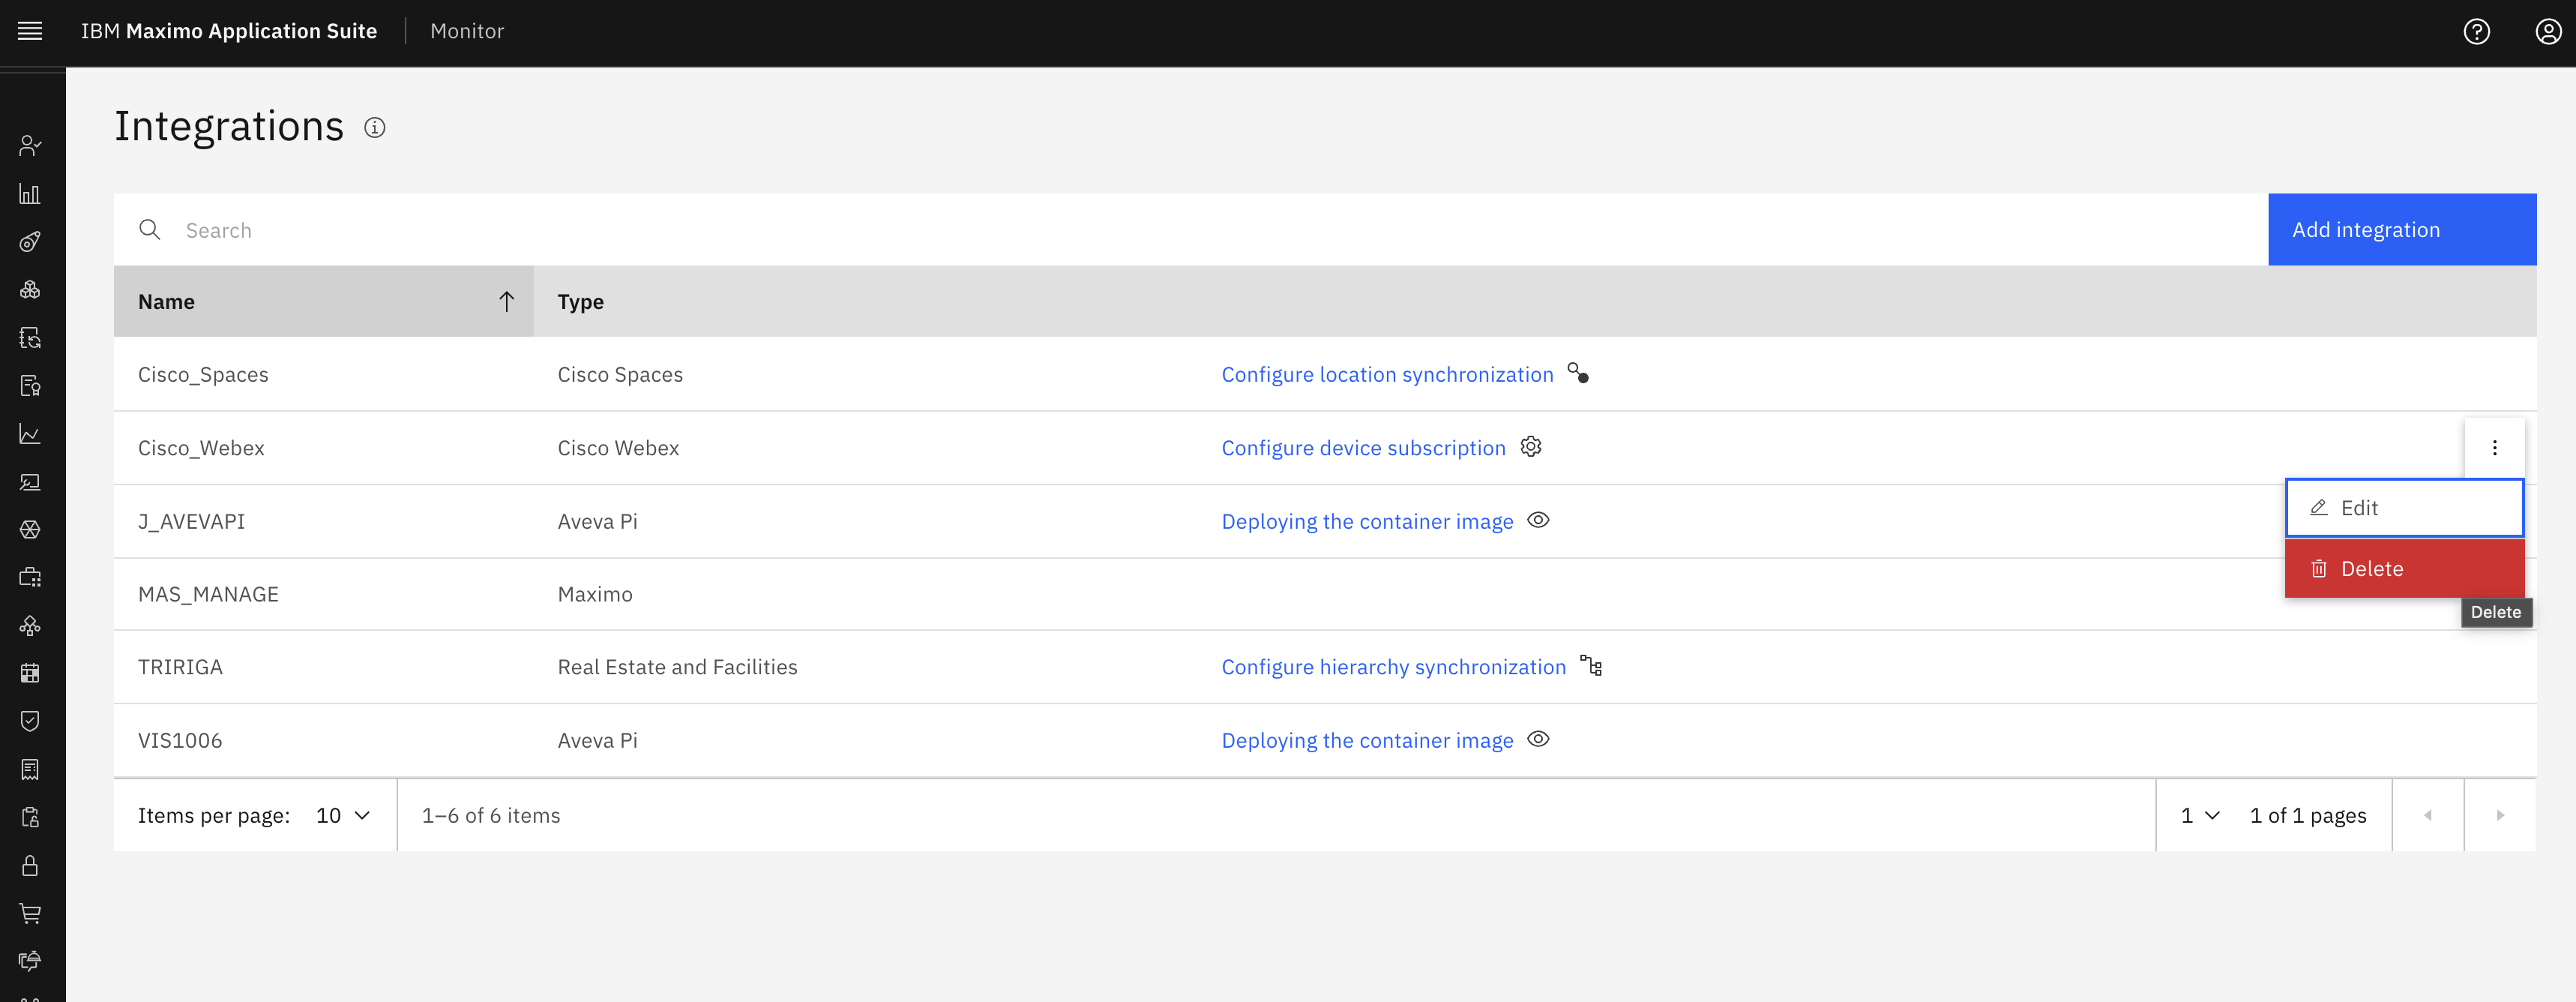 IBM Maximo Application Suite Monitor
Integrations
Search
Add integration
Name Type
Cisco_Spaces Cisco Spaces Configure location synchronization
Cisco_Webex Cisco Webex Configure device subscription
Edit
J_AVEVAPI Aveva Pi Deploying the container image
Delete
MAS_MANAGE Maximo
Delete
TRIRIGA Real Estate and Facilities Configure hierarchy synchronization
VIS1006 Aveva Pi Deploying the container image
Items per page: 10 1–6 of 6 items 1 1 of 1 pages